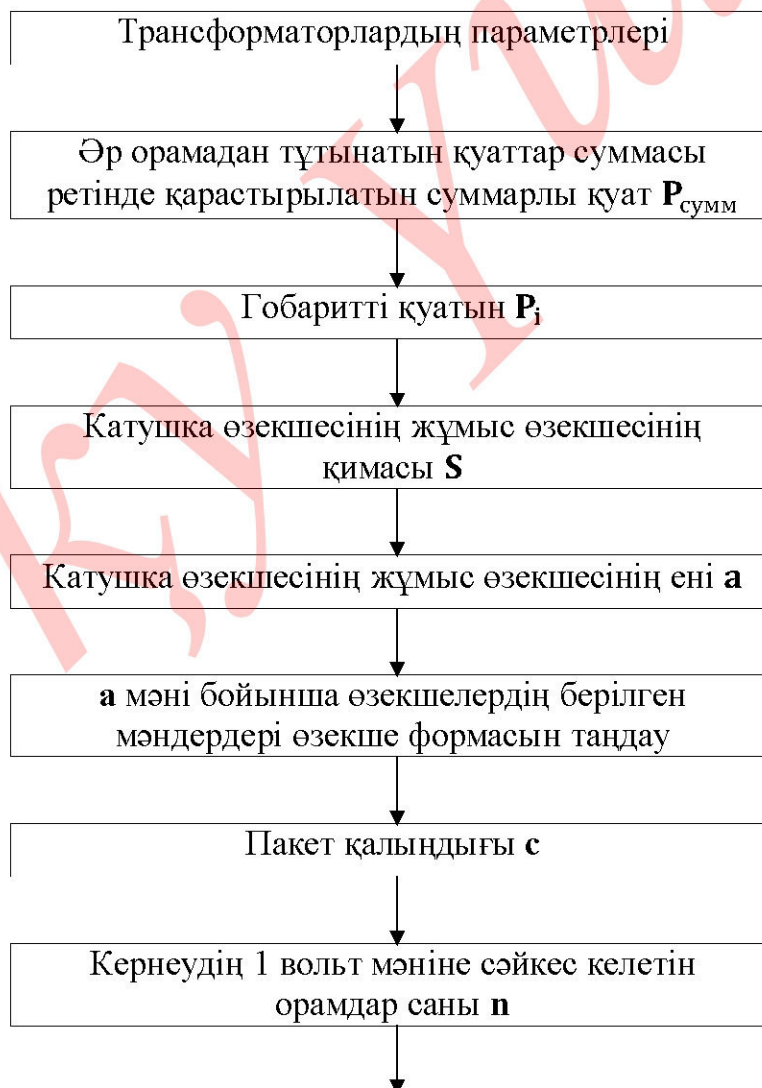 Трансформаторлардың параметрлері
Әр орамадан тұтынатын қуаттар суммасы
ретінде қарастырылатын суммарлы қуат Pсумм
Гобаритті қуатын Pi
Катушка өзекшесінің жұмыс өзекшесінің
қимасы S
Катушка өзекшесінің жұмыс өзекшесінің ені a
a мәні бойынша өзекшелердің берілген
мәндердері өзекше формасын таңдау
Пакет қалыңдығы c
Кернеудің 1 вольт мәніне сәйкес келетін
орамдар саны n